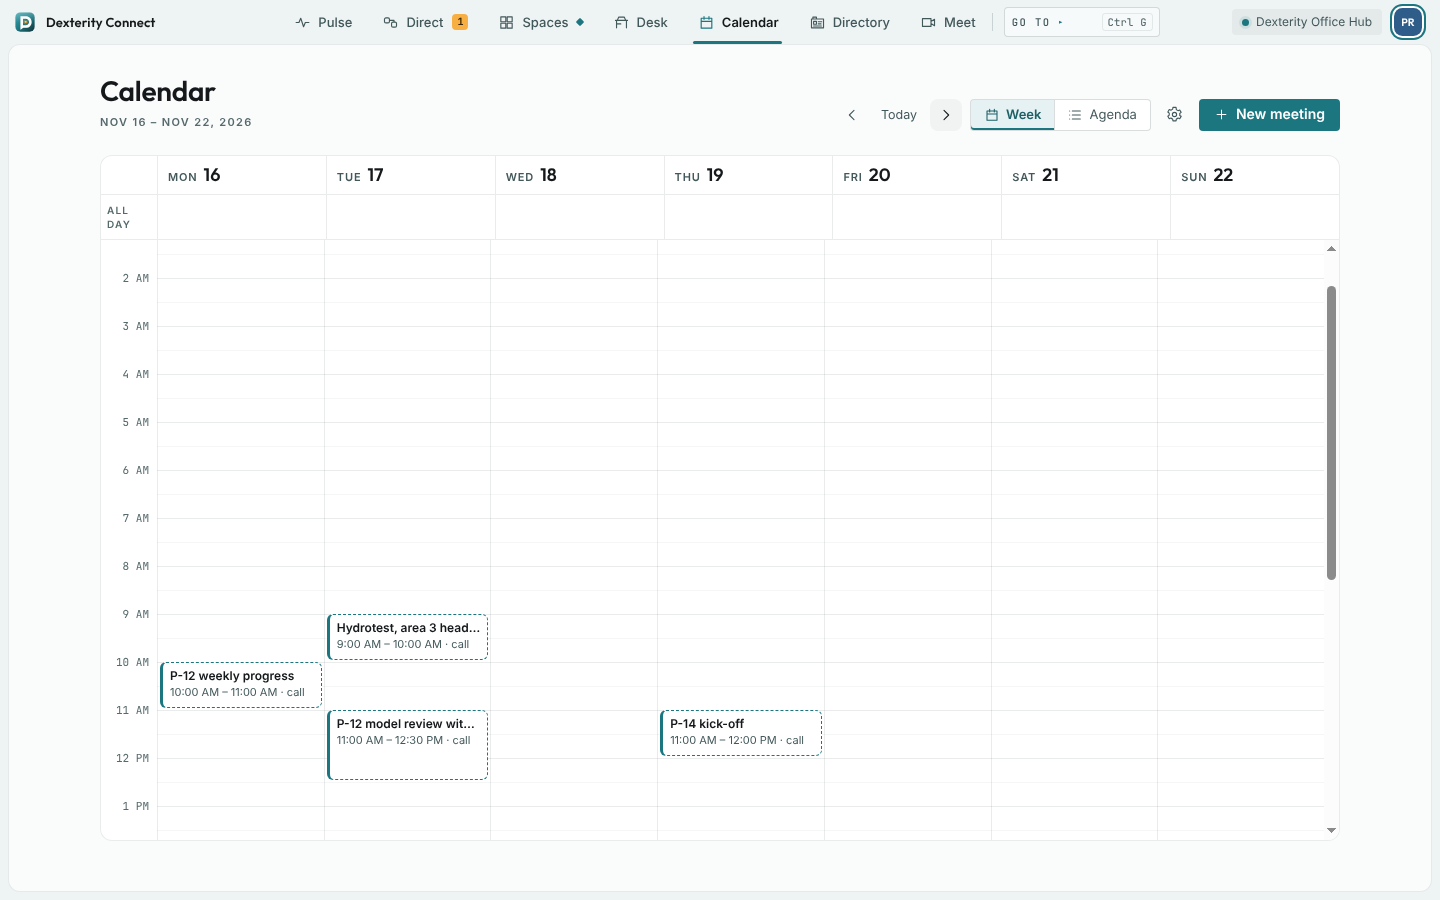 Dexterity Connect
Pulse
Direct 1
Spaces
Desk
Calendar
Directory
Meet
GO TO
Ctrl G
Dexterity Office Hub
PR
Calendar
NOV 16 – NOV 22, 2026
Today
Week
Agenda
New meeting
MON 16
TUE 17
WED 18
THU 19
FRI 20
SAT 21
SUN 22
ALL
DAY
2 AM
3 AM
4 AM
5 AM
6 AM
7 AM
8 AM
9 AM
Hydrotest, area 3 head...
9:00 AM – 10:00 AM · call
10 AM
P-12 weekly progress
10:00 AM – 11:00 AM · call
11 AM
P-12 model review wit...
11:00 AM – 12:30 PM · call
P-14 kick-off
11:00 AM – 12:00 PM · call
12 PM
1 PM